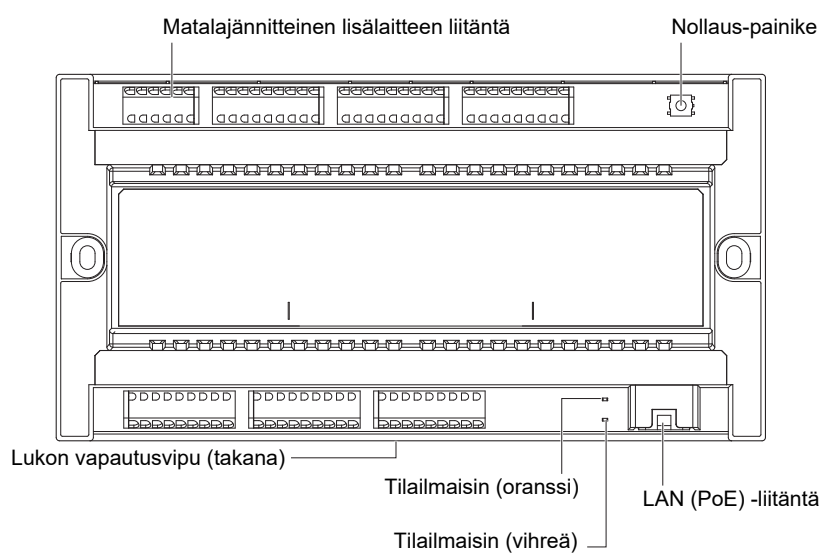 Matalajännitteinen lisälaitteen liitäntä
Nollaus-painike
Lukon vapautusvipu (takana)
Tilailmaisin (oranssi)
LAN (PoE) -liitäntä
Tilailmaisin (vihreä)